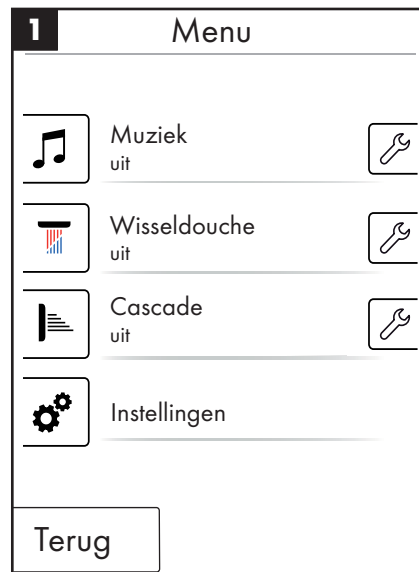 1
Menu
Muziek
uit
Wisseldouche
uit
Cascade
uit
Instellingen
Terug